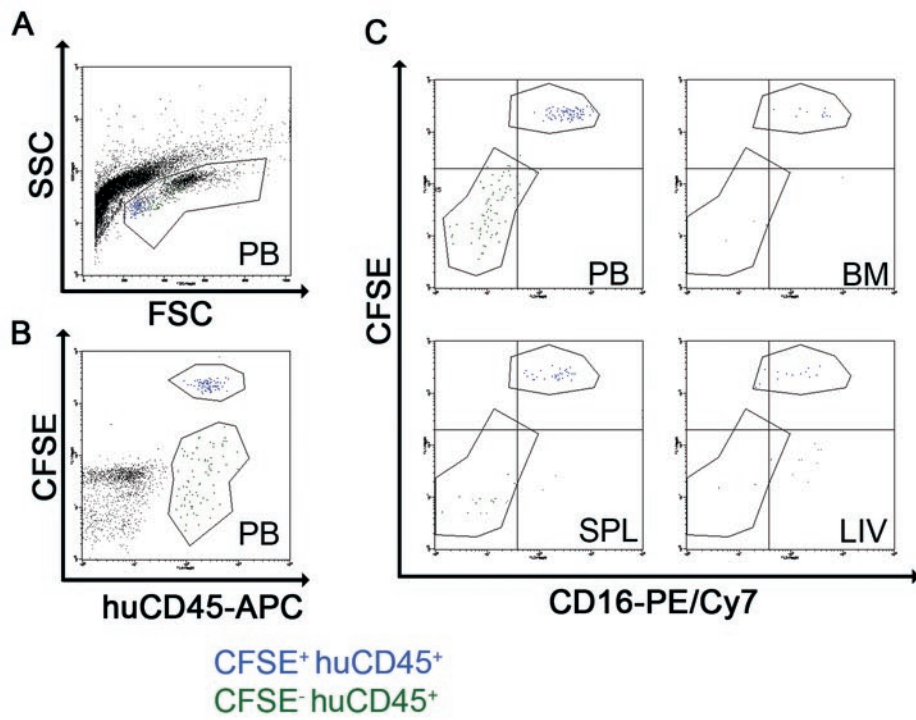 A
SSC
PB
FSC
B
CFSE
PB
huCD45-APC
C
CFSE
PB
BM
SPL
LIV
CD16-PE/Cy7
CFSE⁺ huCD45⁺
CFSE⁻ huCD45⁺